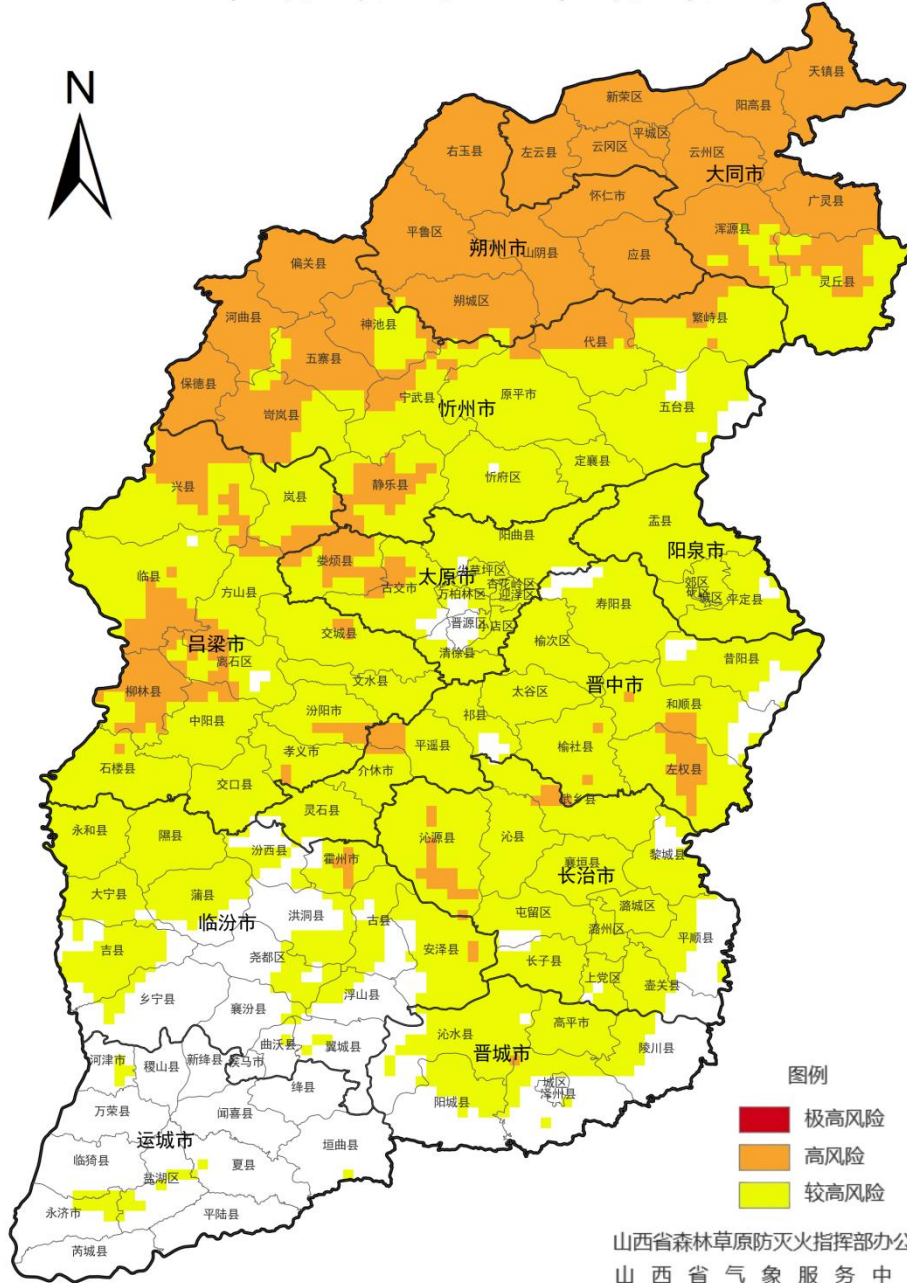 N
天镇县
新荣区
阳高县
平城区
右玉县
左云县
云冈区
云州区
大同市
怀仁市
广灵县
平鲁区
朔州市
山阴县
应县
浑源县
偏关县
灵丘县
河曲县
神池县
朔城区
繁峙县
五寨县
代县
保德县
宁武县
原平市
岢岚县
忻州市
五台县
定襄县
兴县
岚县
静乐县
忻府区
阳曲县
盂县
阳泉市
娄烦县
太原市
尖草坪区
临县
方山县
古交市
万柏林区
杏花岭区
迎泽区
郊区
矿区
城区
平定县
寿阳县
交城县
晋源区
小店区
吕梁市
离石区
清徐县
榆次区
昔阳县
文水县
柳林县
太谷区
晋中市
中阳县
汾阳市
祁县
和顺县
孝义市
平遥县
榆社县
石楼县
介休市
左权县
交口县
灵石县
武乡县
永和县
隰县
汾西县
霍州市
沁源县
沁县
黎城县
襄垣县
长治市
大宁县
蒲县
临汾市
洪洞县
古县
屯留区
潞城区
潞州区
平顺县
吉县
尧都区
安泽县
长子县
上党区
壶关县
乡宁县
浮山县
襄汾县
沁水县
高平市
曲沃县
翼城县
晋城市
陵川县
河津市
稷山县
新绛县
侯马市
绛县
城区
泽州县
阳城县
万荣县
闻喜县
运城市
垣曲县
临猗县
盐湖区
夏县
永济市
平陆县
芮城县
图例
极高风险
高风险
较高风险
山西省森林草原防灭火指挥部办公
山西省气象服务中